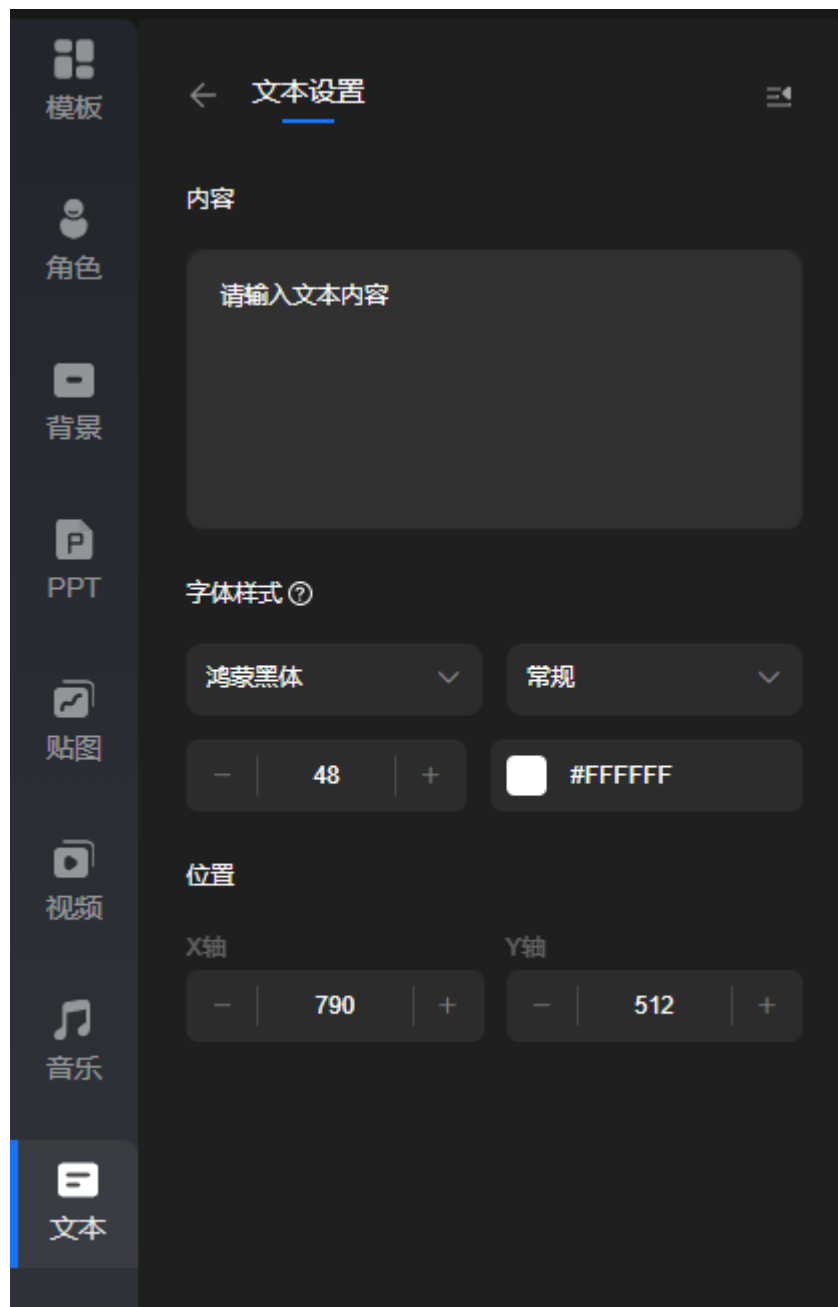 模板
角色
背景
PPT
贴图
视频
音乐
文本
文本设置
内容
请输入文本内容
字体样式
鸿蒙黑体 常规
48 #FFFFFF
位置
X轴 Y轴
790 512